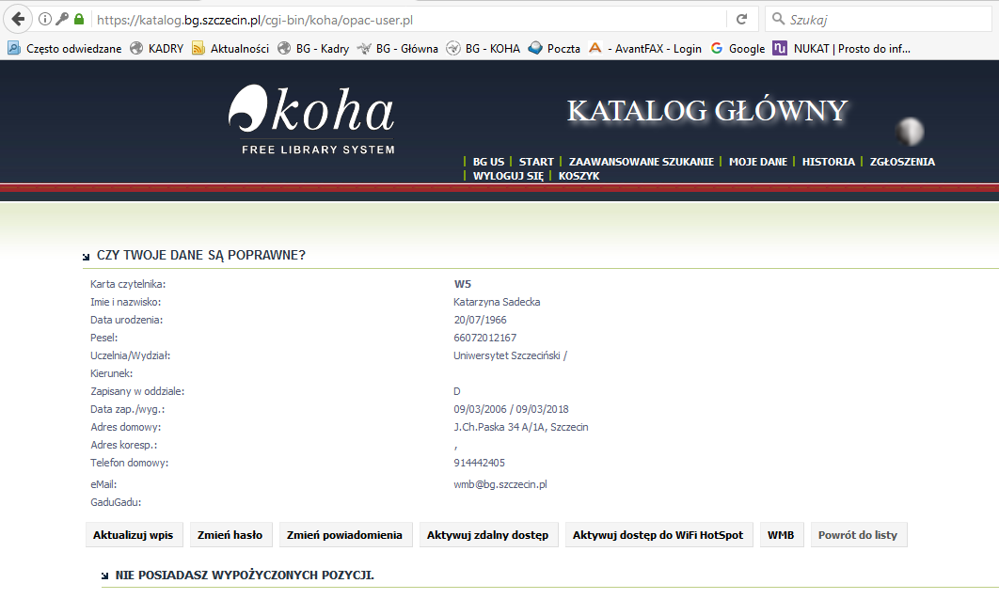 https://katalog.bg.szczecin.pl/cgi-bin/koha/opac-user.pl
Szukaj
Często odwiedzane KADRY Aktualności BG - Kadry BG - Główna BG - KOHA Poczta - AvantFAX - Login Google NUKAT | Prosto do inf...
koha
FREE LIBRARY SYSTEM
KATALOG GŁÓWNY
| BG US | START | ZAAWANSOWANE SZUKANIE | MOJE DANE | HISTORIA | ZGŁOSZENIA
| WYLOGUJ SIĘ | KOSZYK
CZY TWOJE DANE SĄ POPRAWNE?
Karta czytelnika: W5
Imie i nazwisko: Katarzyna Sadecka
Data urodzenia: 20/07/1966
Pesel: 66072012167
Uczelnia/Wydział: Uniwersytet Szczeciński /
Kierunek:
Zapisany w oddziale: D
Data zap./wyg.: 09/03/2006 / 09/03/2018
Adres domowy: J.Ch.Paska 34 A/1A, Szczecin
Adres koresp.: ,
Telefon domowy: 914442405
eMail: wmb@bg.szczecin.pl
GaduGadu:
Aktualizuj wpis Zmień hasło Zmień powiadomienia Aktywuj zdalny dostęp Aktywuj dostęp do WiFi HotSpot WMB Powrót do listy
NIE POSIADASZ WYPOŻYCZONYCH POZYCJI.